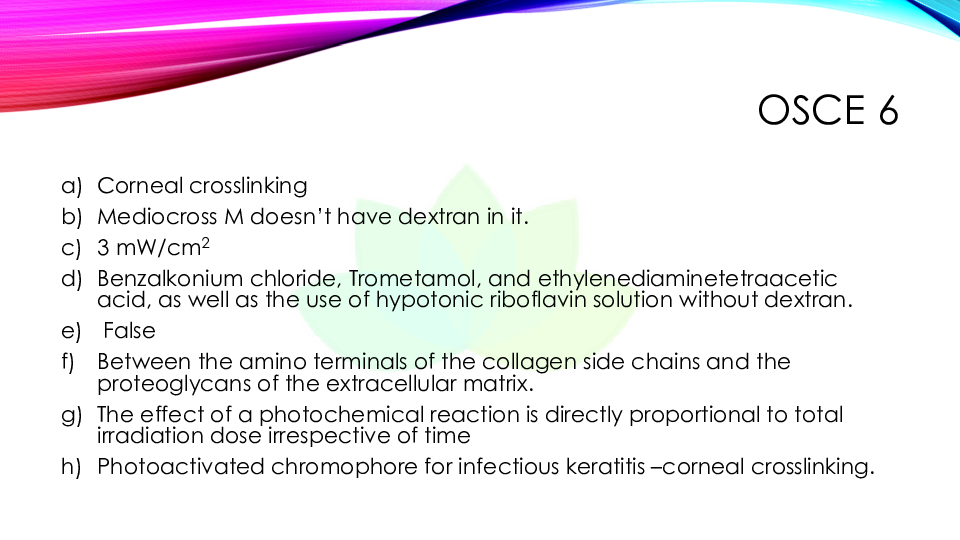 OSCE 6
a) Corneal crosslinking
b) Mediocross M doesn’t have dextran in it.
c) 3 mW/cm²
d) Benzalkonium chloride, Trometamol, and ethylenediaminetetraacetic
acid, as well as the use of hypotonic riboflavin solution without dextran.
e) False
f) Between the amino terminals of the collagen side chains and the
proteoglycans of the extracellular matrix.
g) The effect of a photochemical reaction is directly proportional to total
irradiation dose irrespective of time
h) Photoactivated chromophore for infectious keratitis –corneal crosslinking.